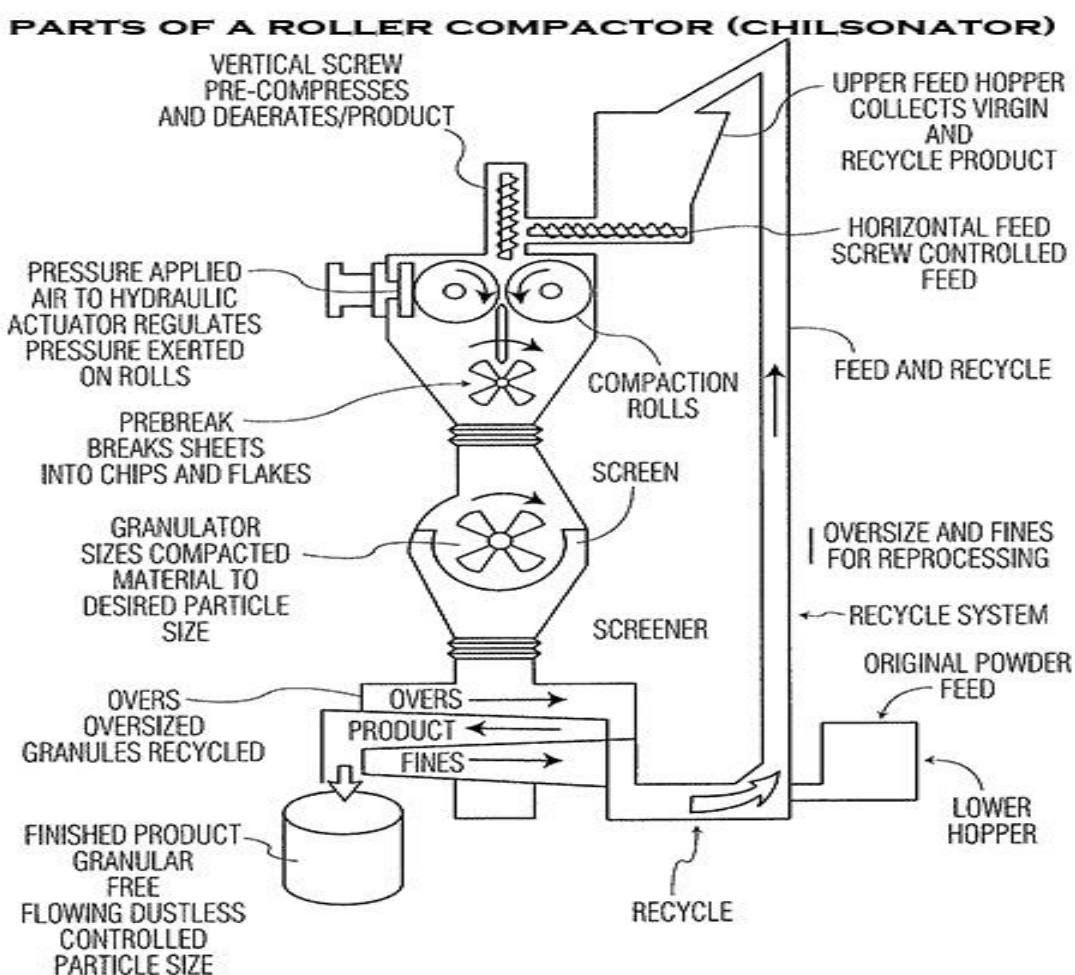 PARTS OF A ROLLER COMPACTOR (CHILSONATOR)
VERTICAL SCREW
PRE-COMPRESSES
AND DEAERATES/PRODUCT
UPPER FEED HOPPER
COLLECTS VIRGIN
AND
RECYCLE PRODUCT
HORIZONTAL FEED
SCREW CONTROLLED
FEED
PRESSURE APPLIED
AIR TO HYDRAULIC
ACTUATOR REGULATES
PRESSURE EXERTED
ON ROLLS
FEED AND RECYCLE
COMPACTION
ROLLS
PREBREAK
BREAKS SHEETS
INTO CHIPS AND FLAKES
SCREEN
GRANULATOR
SIZES COMPACTED
MATERIAL TO
DESIRED PARTICLE
SIZE
OVERSIZE AND FINES
FOR REPROCESSING
RECYCLE SYSTEM
SCREENER
ORIGINAL POWDER
FEED
OVERS
OVERSIZED
GRANULES RECYCLED
OVERS
PRODUCT
FINES
LOWER
HOPPER
FINISHED PRODUCT
GRANULAR
FREE
FLOWING DUSTLESS
CONTROLLED
PARTICLE SIZE
RECYCLE